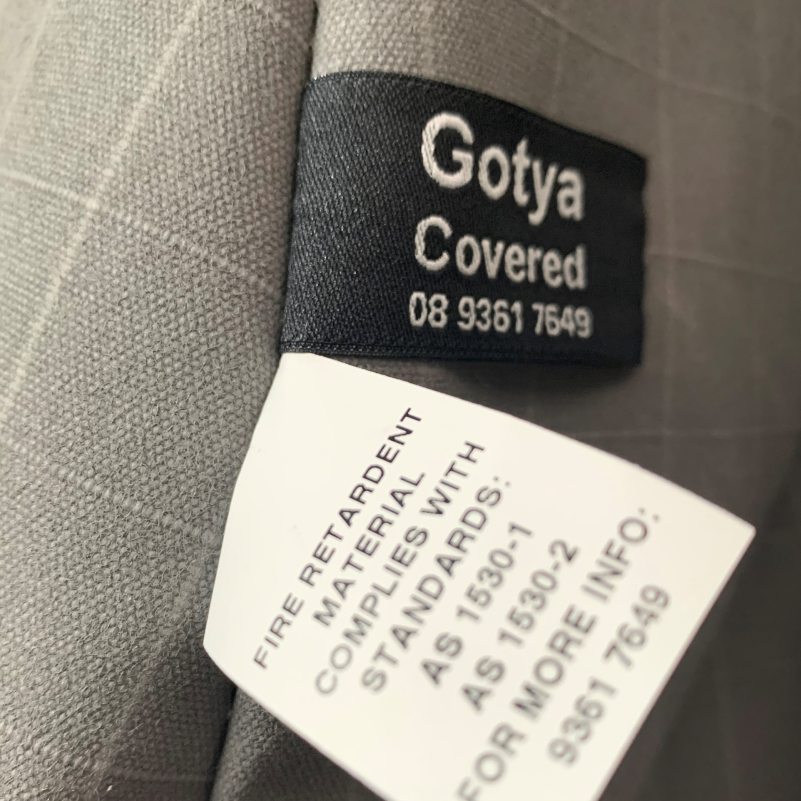 Gotya
Covered
08 9361 7649
FIRE RETARDENT
MATERIAL
COMPLIES WITH
STANDARDS:
AS 1530-1
AS 1530-2
FOR MORE INFO:
9361 7649